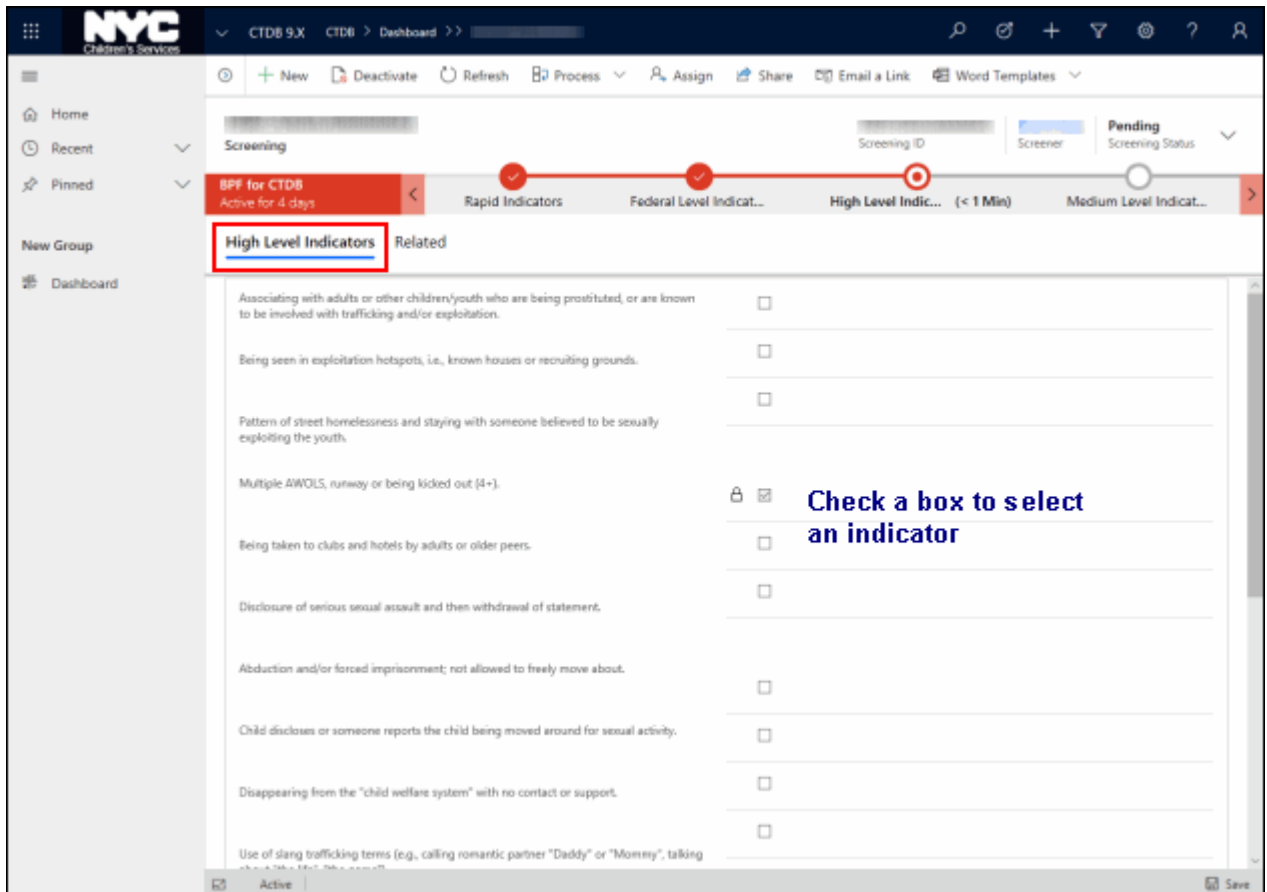 NYC
Children's Services
CTDB 9.X CTDB > Dashboard >>
New Deactivate Refresh Process Assign Share Email a Link Word Templates
Home
Recent
Pinned
New Group
Dashboard
Screening
Screening ID
Screener
Pending
Screening Status
BPF for CTDB
Active for 4 days
Rapid Indicators
Federal Level Indicat...
High Level Indic... (< 1 Min)
Medium Level Indicat...
High Level Indicators Related
Associating with adults or other children/youth who are being prostituted, or are known
to be involved with trafficking and/or exploitation.
Being seen in exploitation hotspots, i.e., known houses or recruiting grounds.
Pattern of street homelessness and staying with someone believed to be sexually
exploiting the youth.
Multiple AWOLS, runway or being kicked out (4+).
Check a box to select
an indicator
Being taken to clubs and hotels by adults or older peers.
Disclosure of serious sexual assault and then withdrawal of statement.
Abduction and/or forced imprisonment; not allowed to freely move about.
Child discloses or someone reports the child being moved around for sexual activity.
Disappearing from the "child welfare system" with no contact or support.
Use of slang trafficking terms (e.g., calling romantic partner "Daddy" or "Mommy", talking
Active
Save